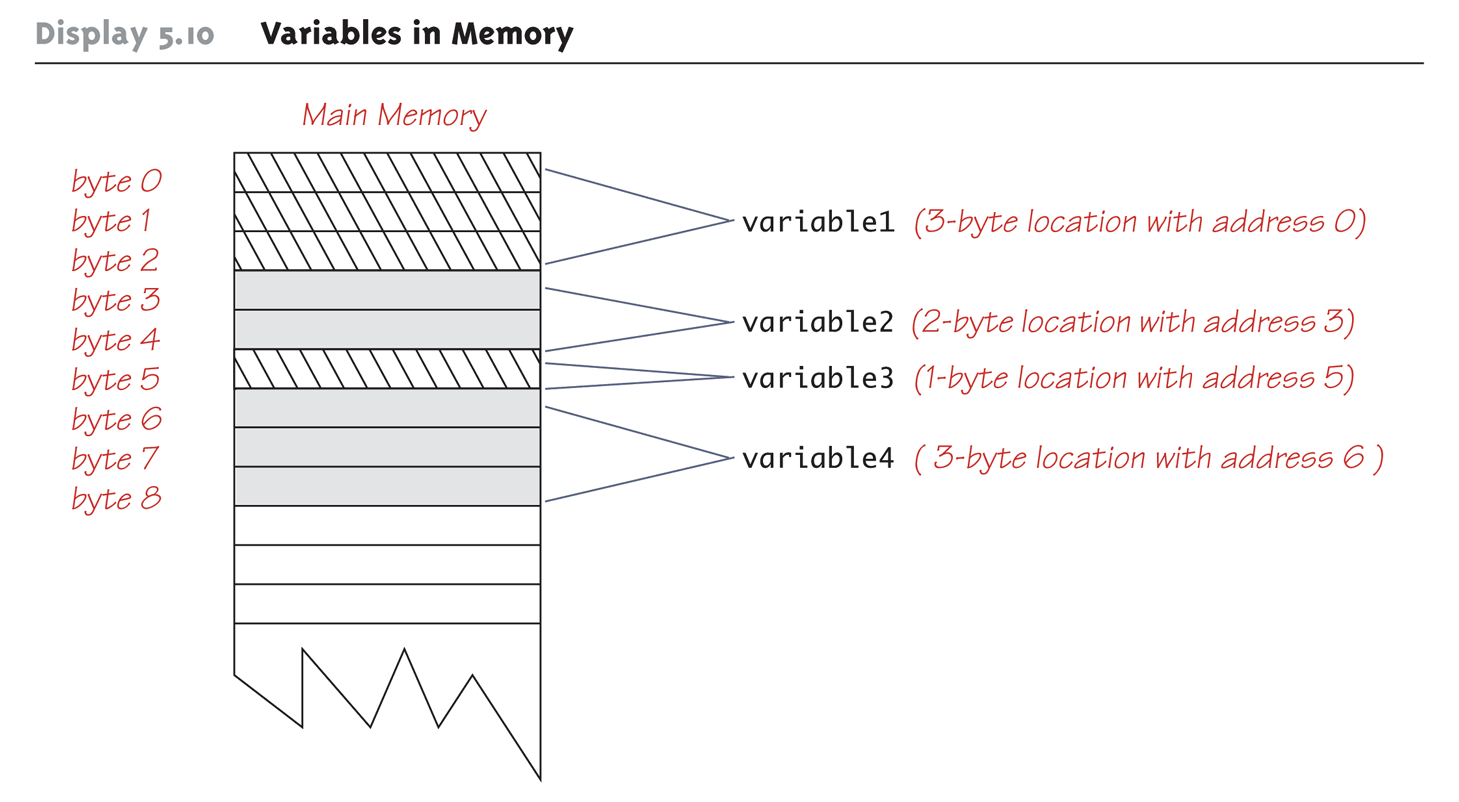 Display 5.10 Variables in Memory
Main Memory
byte 0
byte 1
variable1 (3-byte location with address 0)
byte 2
byte 3
variable2 (2-byte location with address 3)
byte 4
byte 5
variable3 (1-byte location with address 5)
byte 6
byte 7
variable4 ( 3-byte location with address 6 )
byte 8